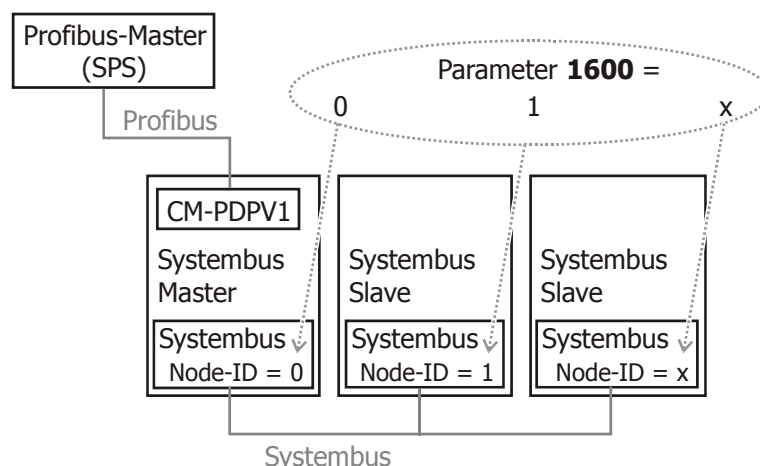 Profibus-Master
(SPS)
Parameter 1600 =
0 1 x
Profibus
CM-PDPV1
Systembus
Master
Systembus
Slave
Systembus
Slave
Systembus
Node-ID = 0
Systembus
Node-ID = 1
Systembus
Node-ID = x
Systembus